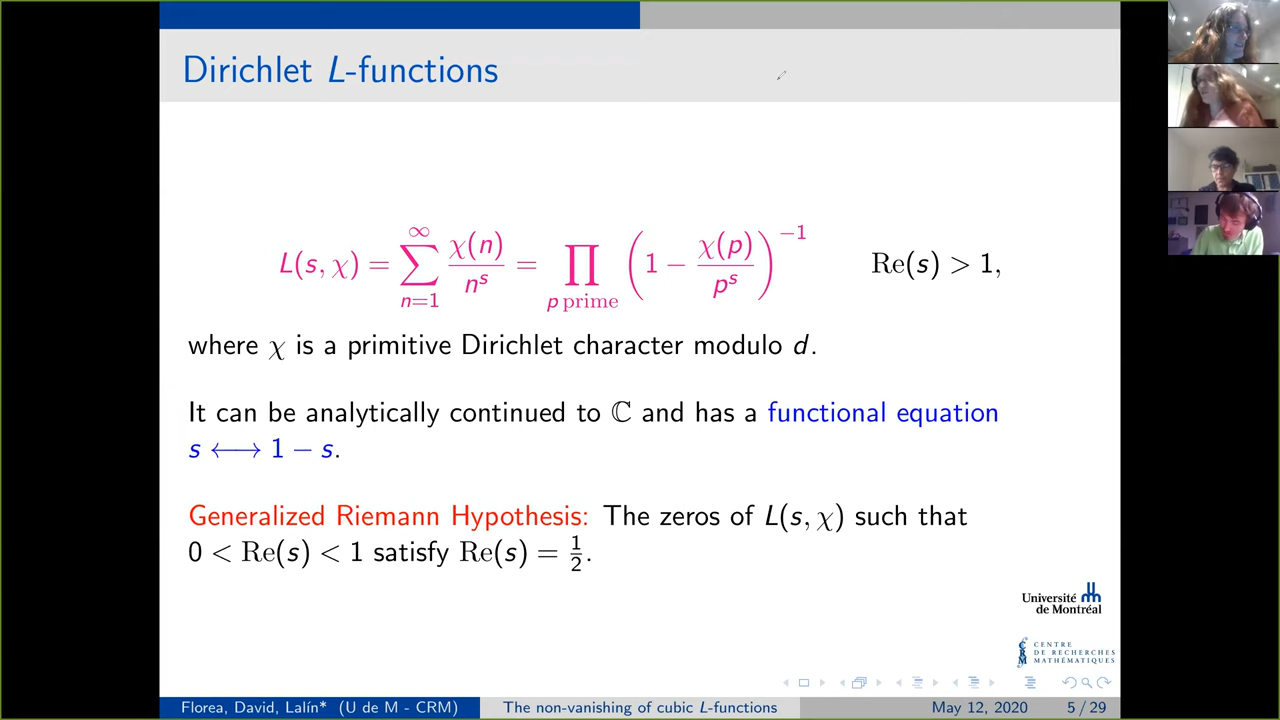 Dirichlet L-functions
L(s, χ) = ∑_{n=1}^{∞} χ(n)/n^s = ∏_{p prime} (1 − χ(p)/p^s)^{−1} Re(s) > 1,
where χ is a primitive Dirichlet character modulo d.
It can be analytically continued to ℂ and has a functional equation
s ⟷ 1 − s.
Generalized Riemann Hypothesis: The zeros of L(s, χ) such that
0 < Re(s) < 1 satisfy Re(s) = 1/2.
Université
de Montréal
CRM
CENTRE
DE RECHERCHES
MATHÉMATIQUES
Florea, David, Lalín* (U de M - CRM) The non-vanishing of cubic L-functions May 12, 2020 5 / 29